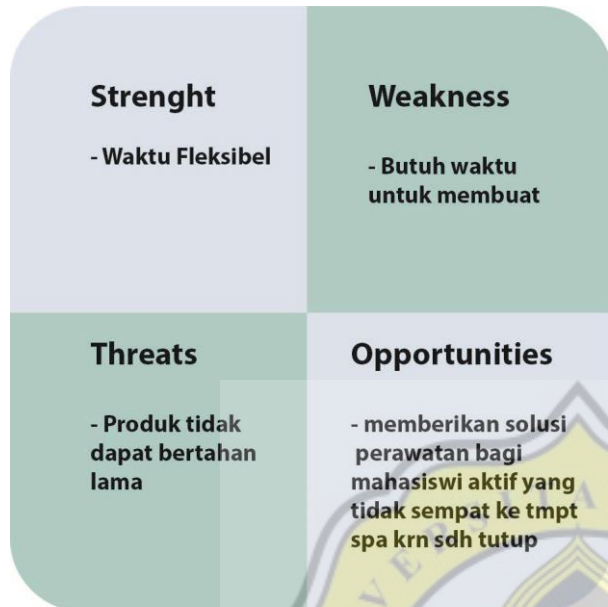 Strenght
- Waktu Fleksibel
Weakness
- Butuh waktu
untuk membuat
Threats
- Produk tidak
dapat bertahan
lama
Opportunities
- memberikan solusi
perawatan bagi
mahasiswi aktif yang
tidak sempat ke tmpt
spa krn sdh tutup